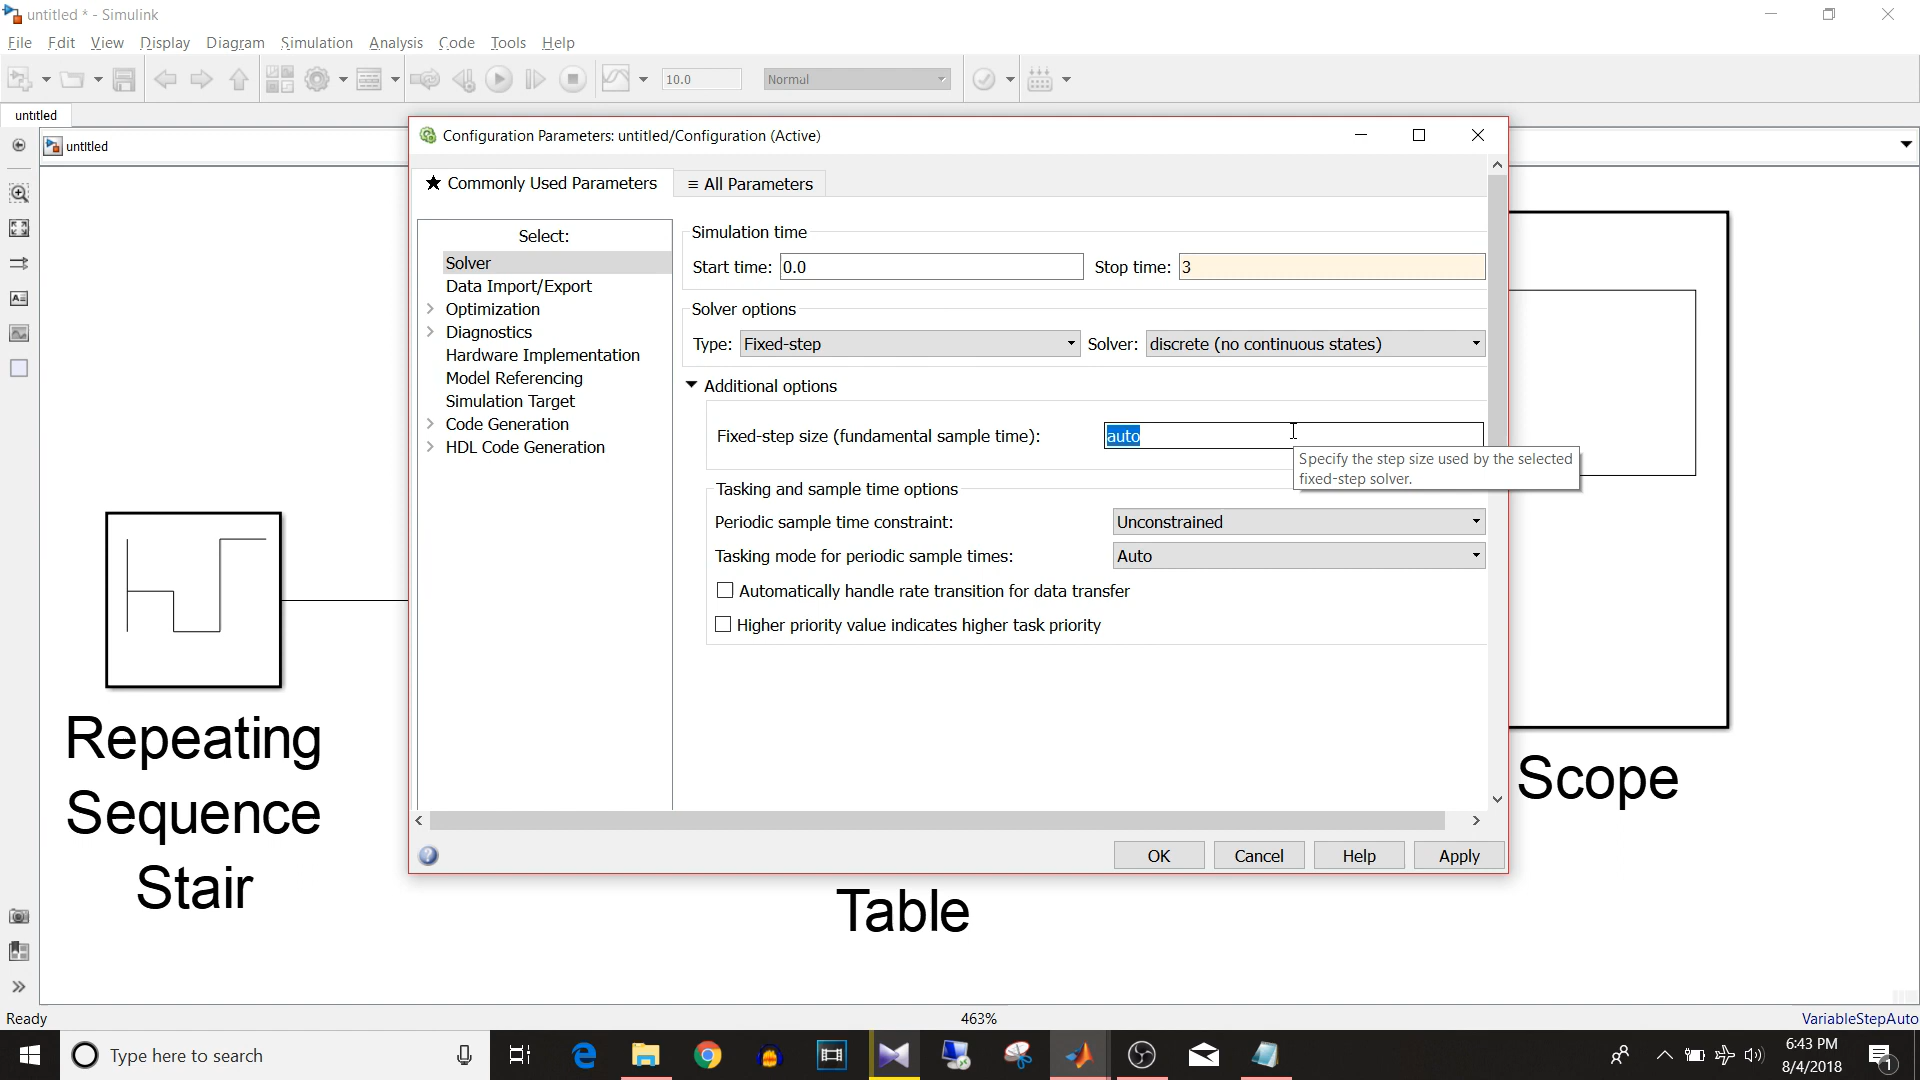 untitled * - Simulink
File Edit View Display Diagram Simulation Analysis Code Tools Help
10.0 Normal
untitled
untitled
Configuration Parameters: untitled/Configuration (Active)
★ Commonly Used Parameters ≡ All Parameters
Select:
Solver
Data Import/Export
Optimization
Diagnostics
Hardware Implementation
Model Referencing
Simulation Target
Code Generation
HDL Code Generation
Simulation time
Start time: 0.0 Stop time: 3
Solver options
Type: Fixed-step Solver: discrete (no continuous states)
Additional options
Fixed-step size (fundamental sample time): auto
Specify the step size used by the selected
fixed-step solver.
Tasking and sample time options
Periodic sample time constraint: Unconstrained
Tasking mode for periodic sample times: Auto
Automatically handle rate transition for data transfer
Higher priority value indicates higher task priority
OK Cancel Help Apply
Repeating
Sequence
Stair
Table
Scope
Ready 463% VariableStepAuto
Type here to search
6:43 PM
8/4/2018
1